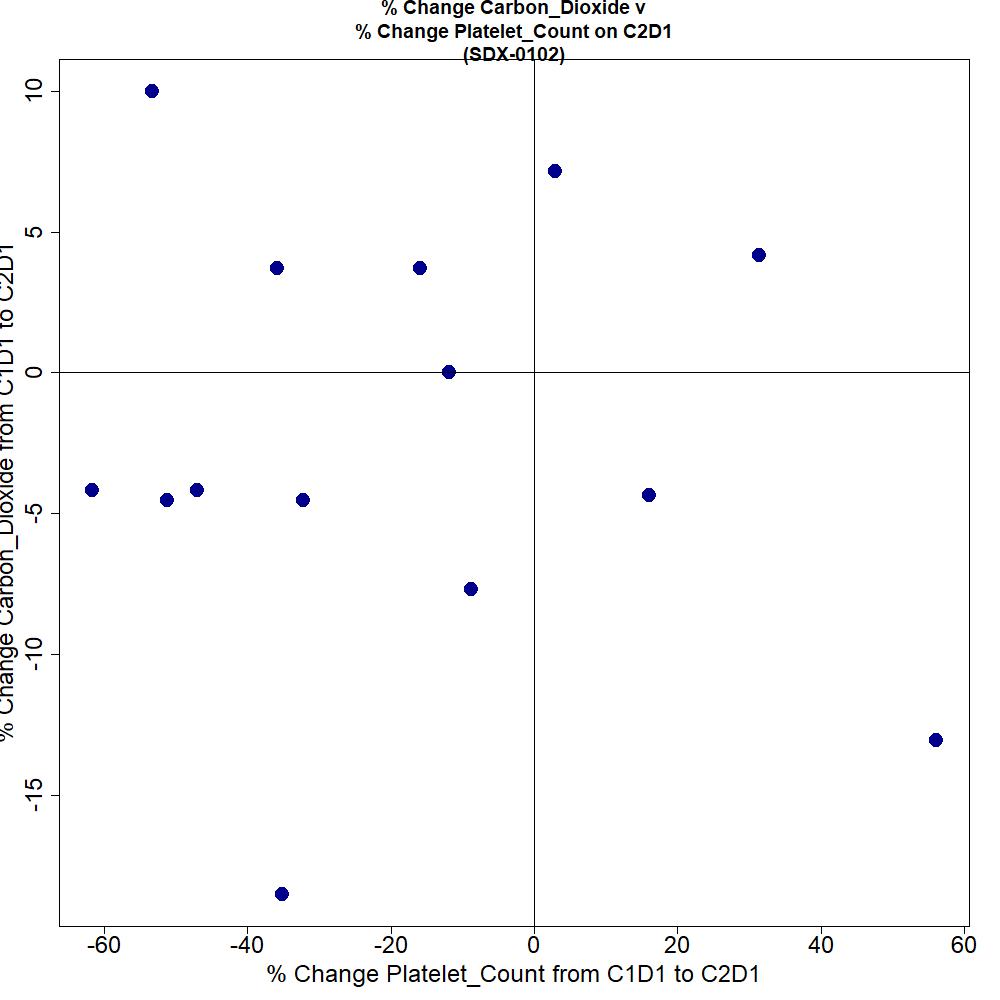 % Change Carbon_Dioxide v
% Change Platelet_Count on C2D1
(SDX-0102)
% Change Carbon_Dioxide from C1D1 to C2D1
10
5
0
-5
-10
-15
-60 -40 -20 0 20 40 60
% Change Platelet_Count from C1D1 to C2D1